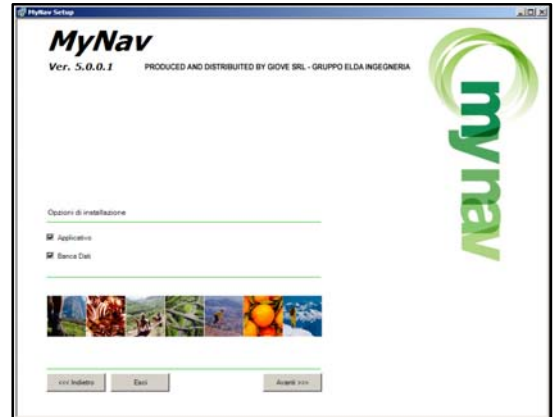 MyNav Setup
MyNav
Ver. 5.0.0.1 PRODUCED AND DISTRIBUITED BY GIOVE SRL - GRUPPO ELDA INGEGNERIA
mynav
Opzioni di installazione
Applicativo
Banca Dati
<<< Indietro
Esci
Avanti >>>